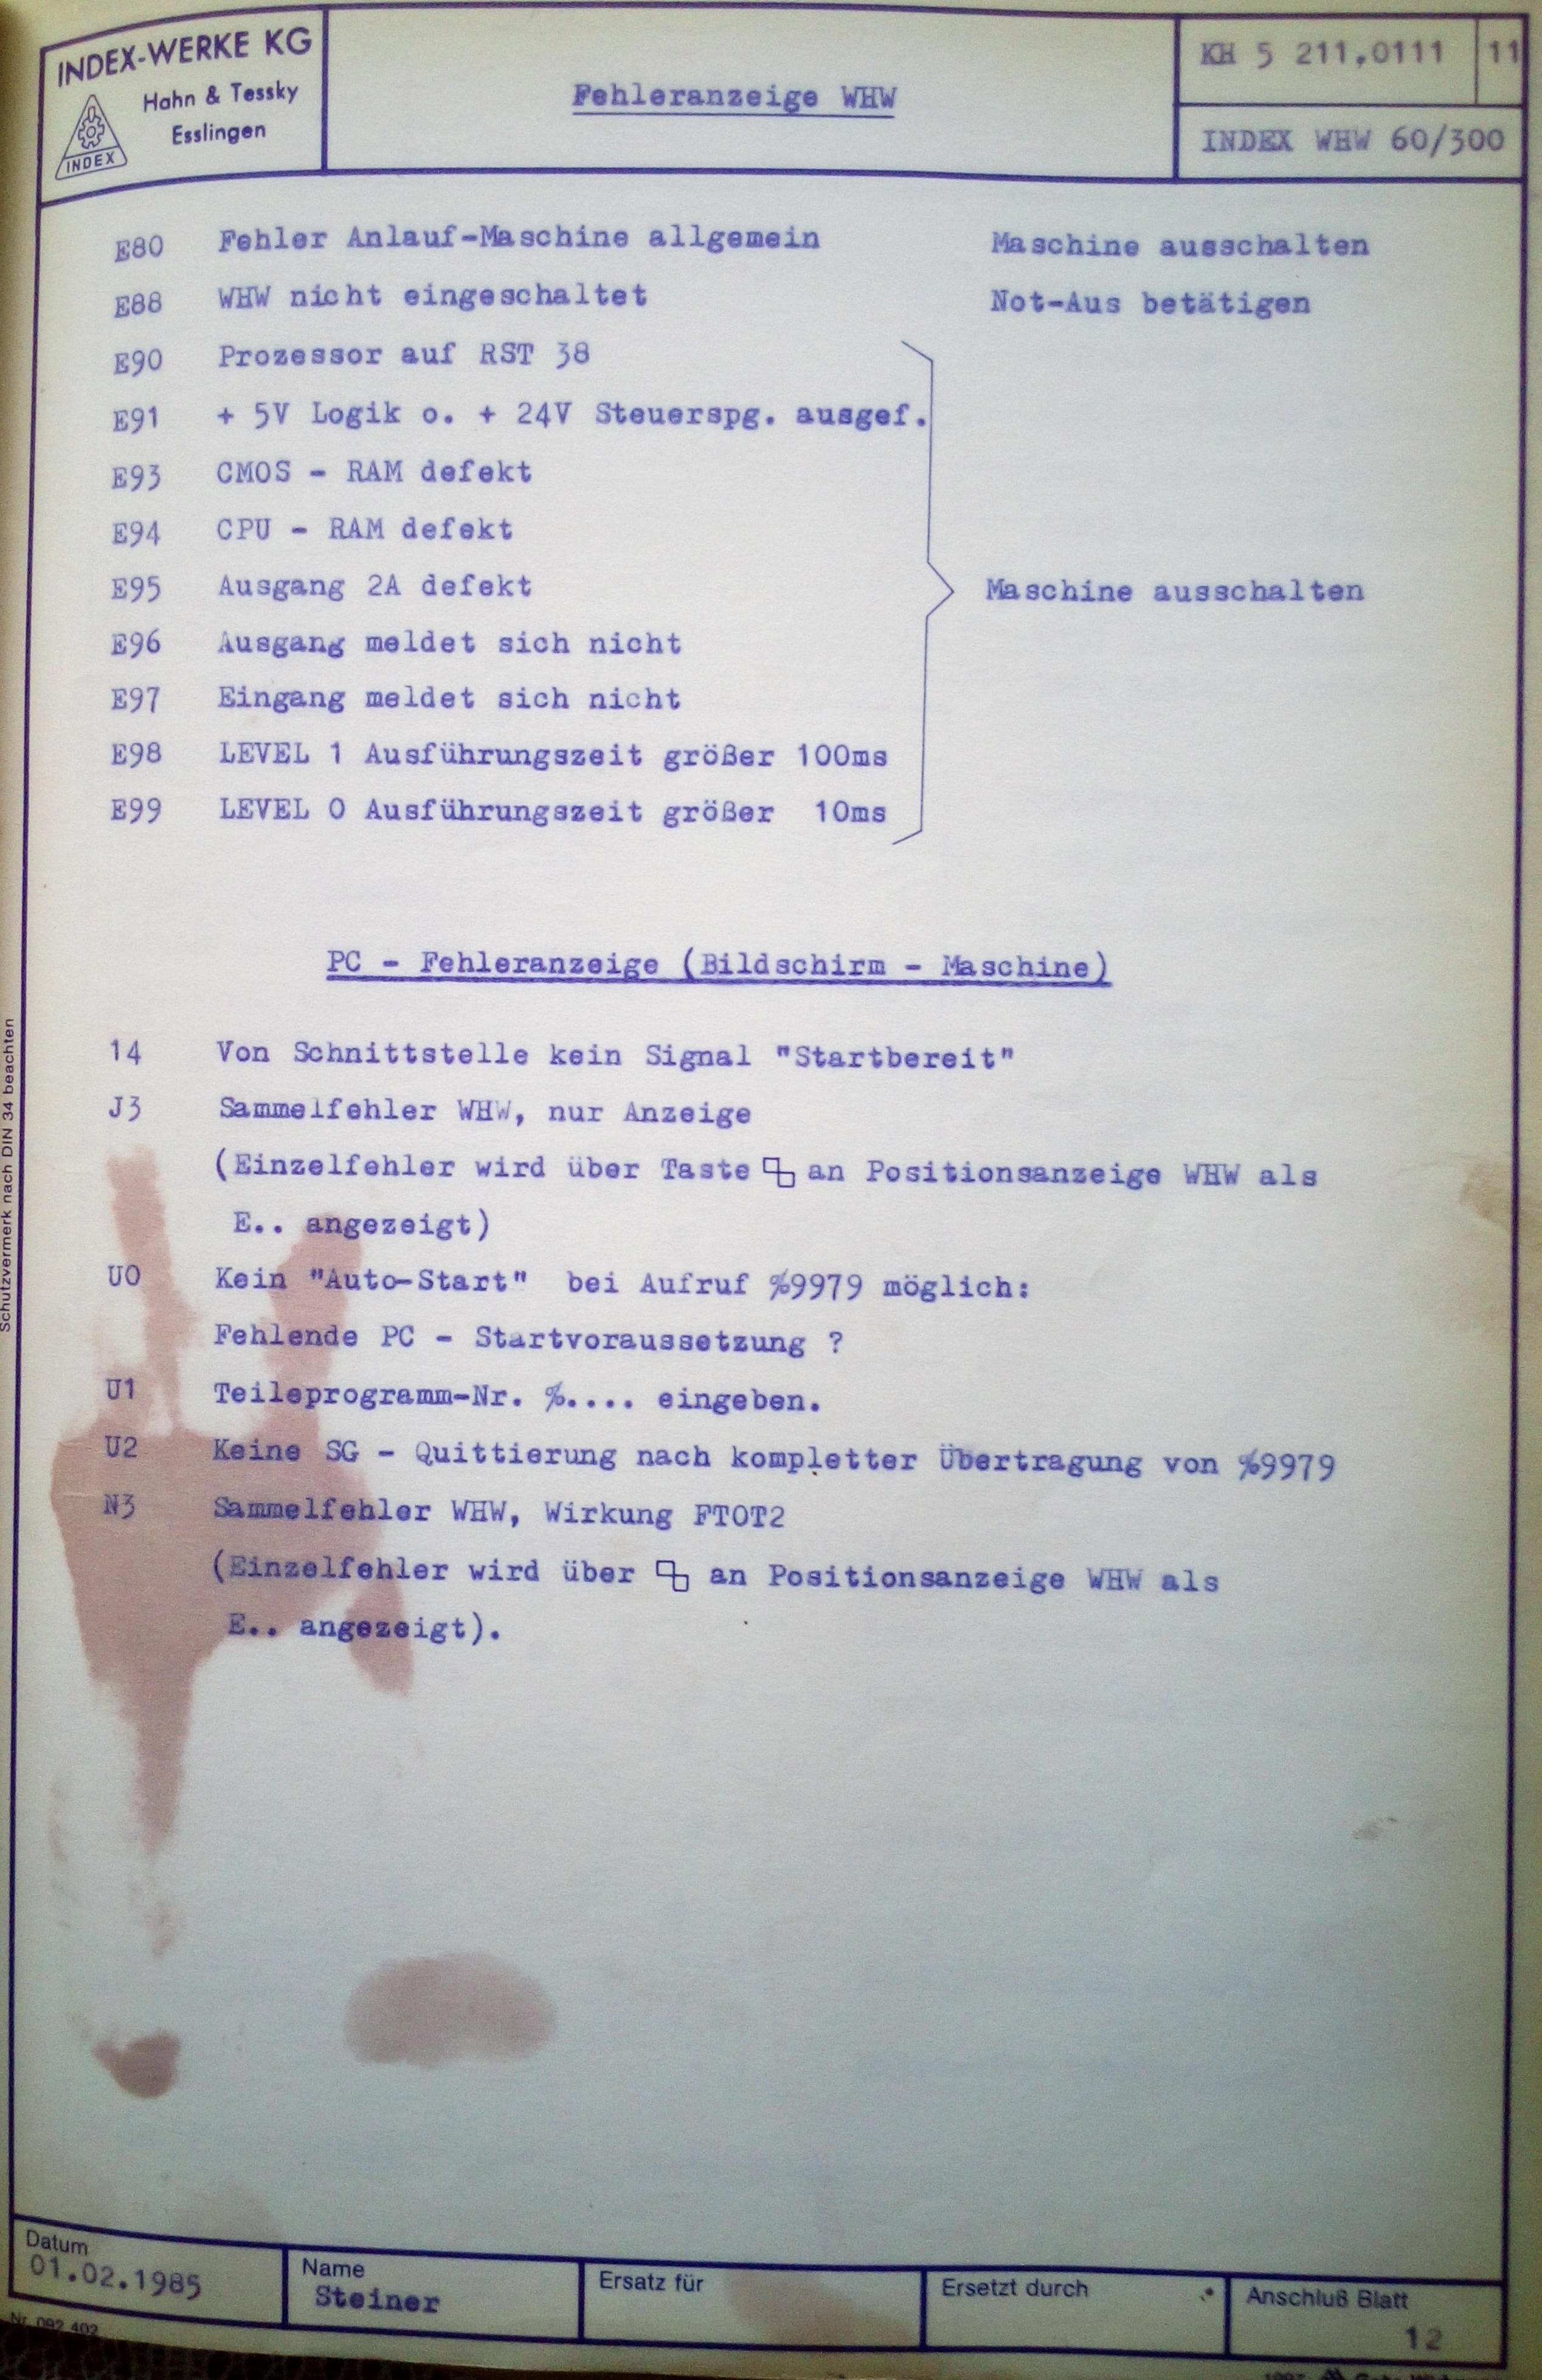 INDEX-WERKE KG
Hahn & Tessky
Esslingen
INDEX
Fehleranzeige WHW
KH 5 211,0111 11
INDEX WHW 60/300
E80 Fehler Anlauf-Maschine allgemein Maschine ausschalten
E88 WHW nicht eingeschaltet Not-Aus betätigen
E90 Prozessor auf RST 38
E91 + 5V Logik o. + 24V Steuerspg. ausgef.
E93 CMOS - RAM defekt
E94 CPU - RAM defekt
E95 Ausgang 2A defekt Maschine ausschalten
E96 Ausgang meldet sich nicht
E97 Eingang meldet sich nicht
E98 LEVEL 1 Ausführungszeit größer 100ms
E99 LEVEL 0 Ausführungszeit größer 10ms
PC - Fehleranzeige (Bildschirm - Maschine)
14 Von Schnittstelle kein Signal "Startbereit"
J3 Sammelfehler WHW, nur Anzeige
(Einzelfehler wird über Taste an Positionsanzeige WHW als
E.. angezeigt)
U0 Kein "Auto-Start" bei Aufruf %9979 möglich:
Fehlende PC - Startvoraussetzung ?
U1 Teileprogramm-Nr. %.... eingeben.
U2 Keine SG - Quittierung nach kompletter Übertragung von %9979
N3 Sammelfehler WHW, Wirkung FTOT2
(Einzelfehler wird über an Positionsanzeige WHW als
E.. angezeigt).
Schutzvermerk nach DIN 34 beachten
Datum
01.02.1985
Name
Steiner
Ersatz für
Ersetzt durch
Anschluß Blatt
12
Nr. 092 402